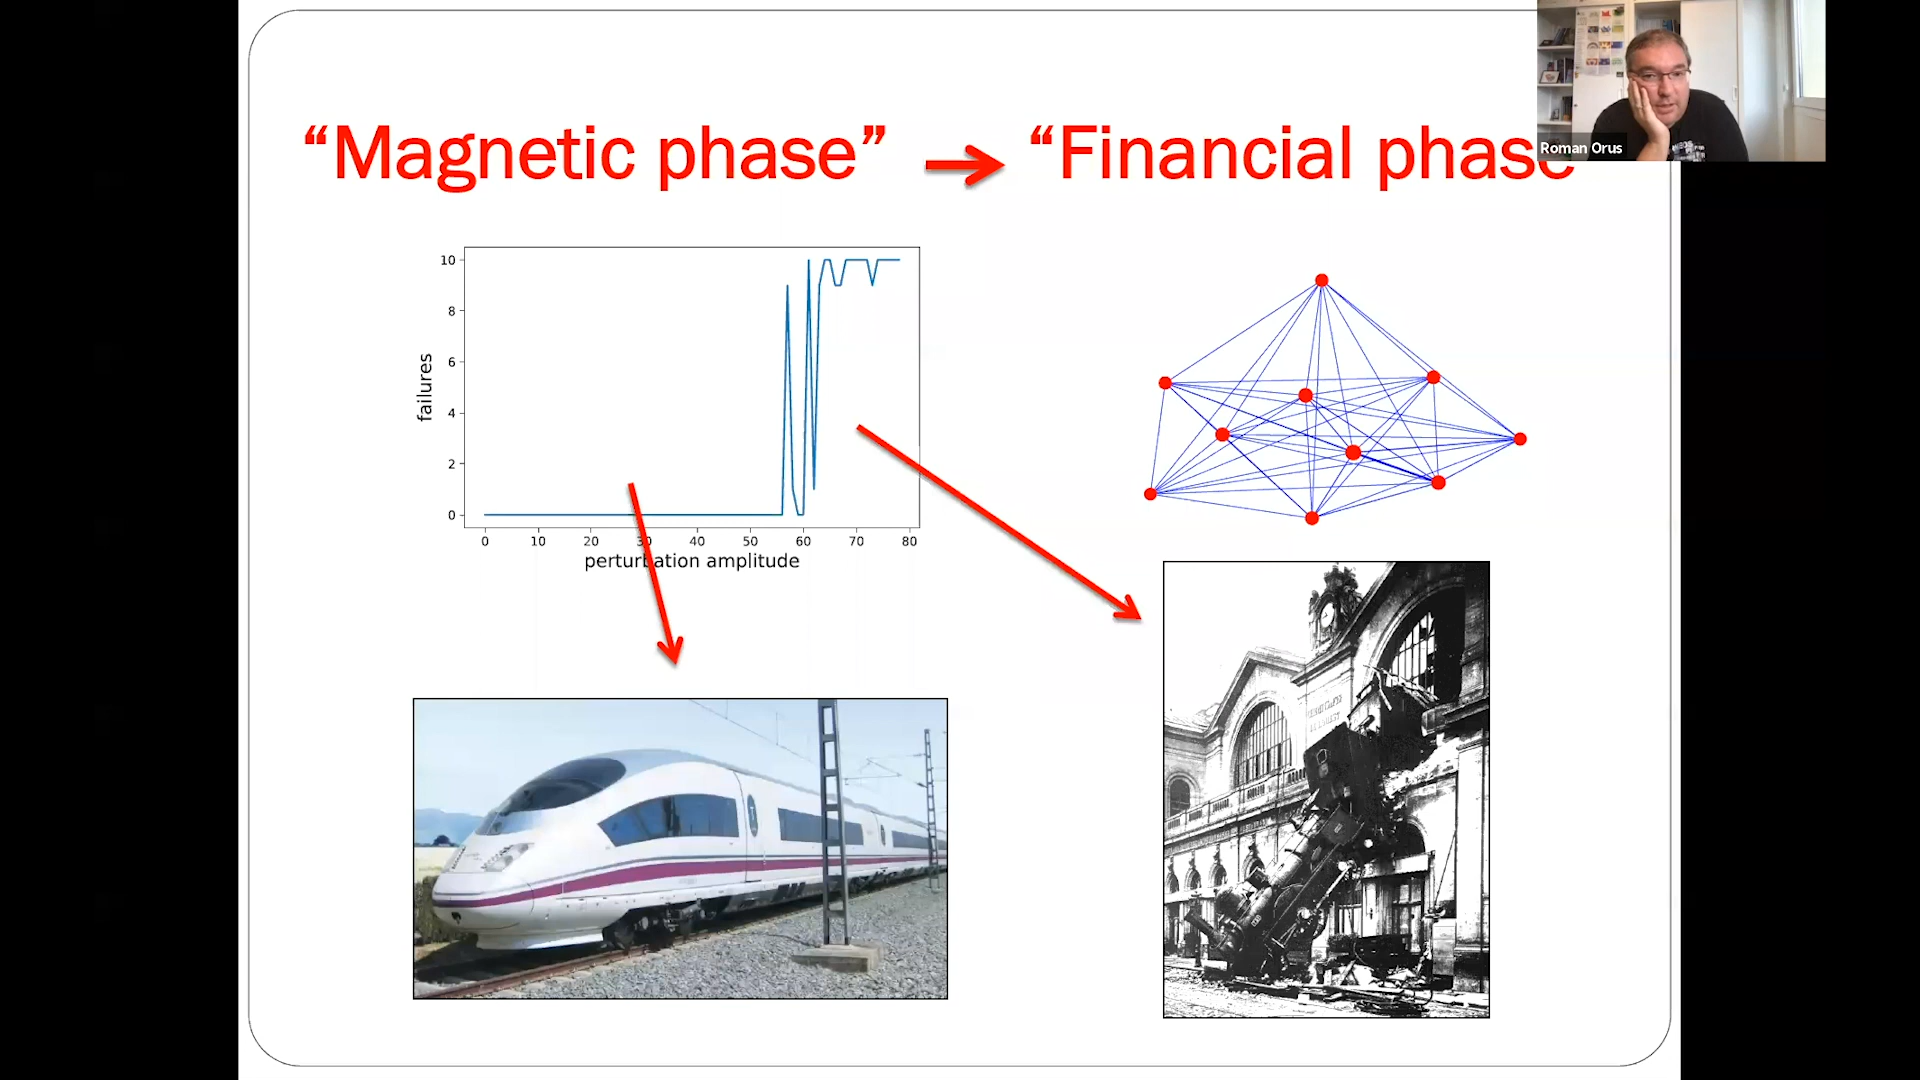 “Magnetic phase” → “Financial phase
Roman Orus
10
8
6
4
2
0
failures
0 10 20 30 40 50 60 70 80
perturbation amplitude